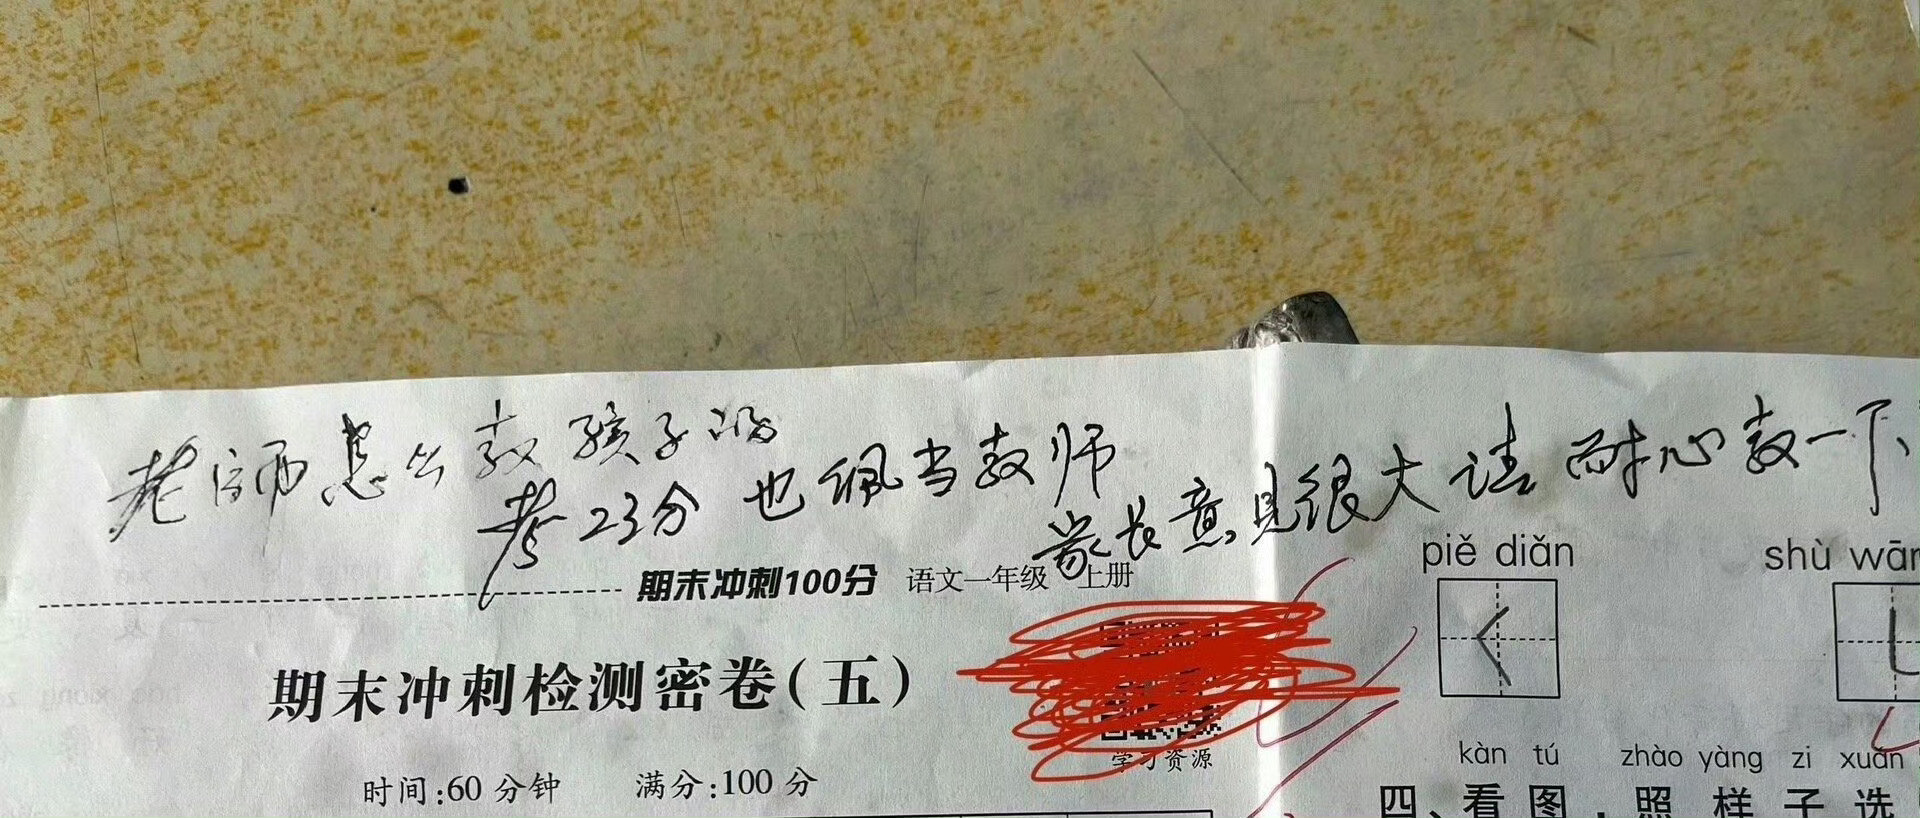 老师怎么教孩子的
考23分 也佩当教师
家长意见很大 请 耐心教一下
期末冲刺100分 语文一年级 上册
期末冲刺检测密卷(五)
时间:60分钟 满分:100分
学习资源
piě diǎn
shù wān
kàn tú zhào yàng zi xuǎn
四、看图，照样子选